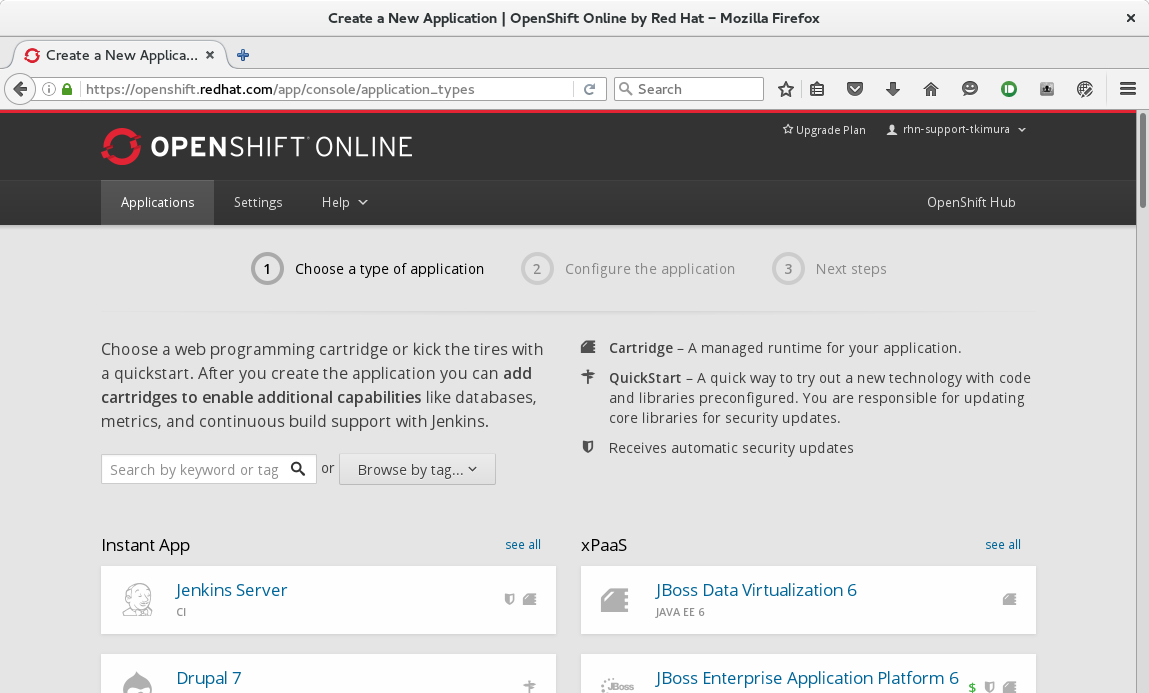 Create a New Application | OpenShift Online by Red Hat – Mozilla Firefox
Create a New Applica...
https://openshift.redhat.com/app/console/application_types
Search
OPENSHIFT ONLINE
Upgrade Plan
rhn-support-tkimura
Applications
Settings
Help
OpenShift Hub
1 Choose a type of application
2 Configure the application
3 Next steps
Choose a web programming cartridge or kick the tires with
a quickstart. After you create the application you can add
cartridges to enable additional capabilities like databases,
metrics, and continuous build support with Jenkins.
Search by keyword or tag
or
Browse by tag...
Cartridge – A managed runtime for your application.
QuickStart – A quick way to try out a new technology with code
and libraries preconfigured. You are responsible for updating
core libraries for security updates.
Receives automatic security updates
Instant App
see all
Jenkins Server
CI
Drupal 7
xPaaS
see all
JBoss Data Virtualization 6
JAVA EE 6
JBoss
JBoss Enterprise Application Platform 6
$